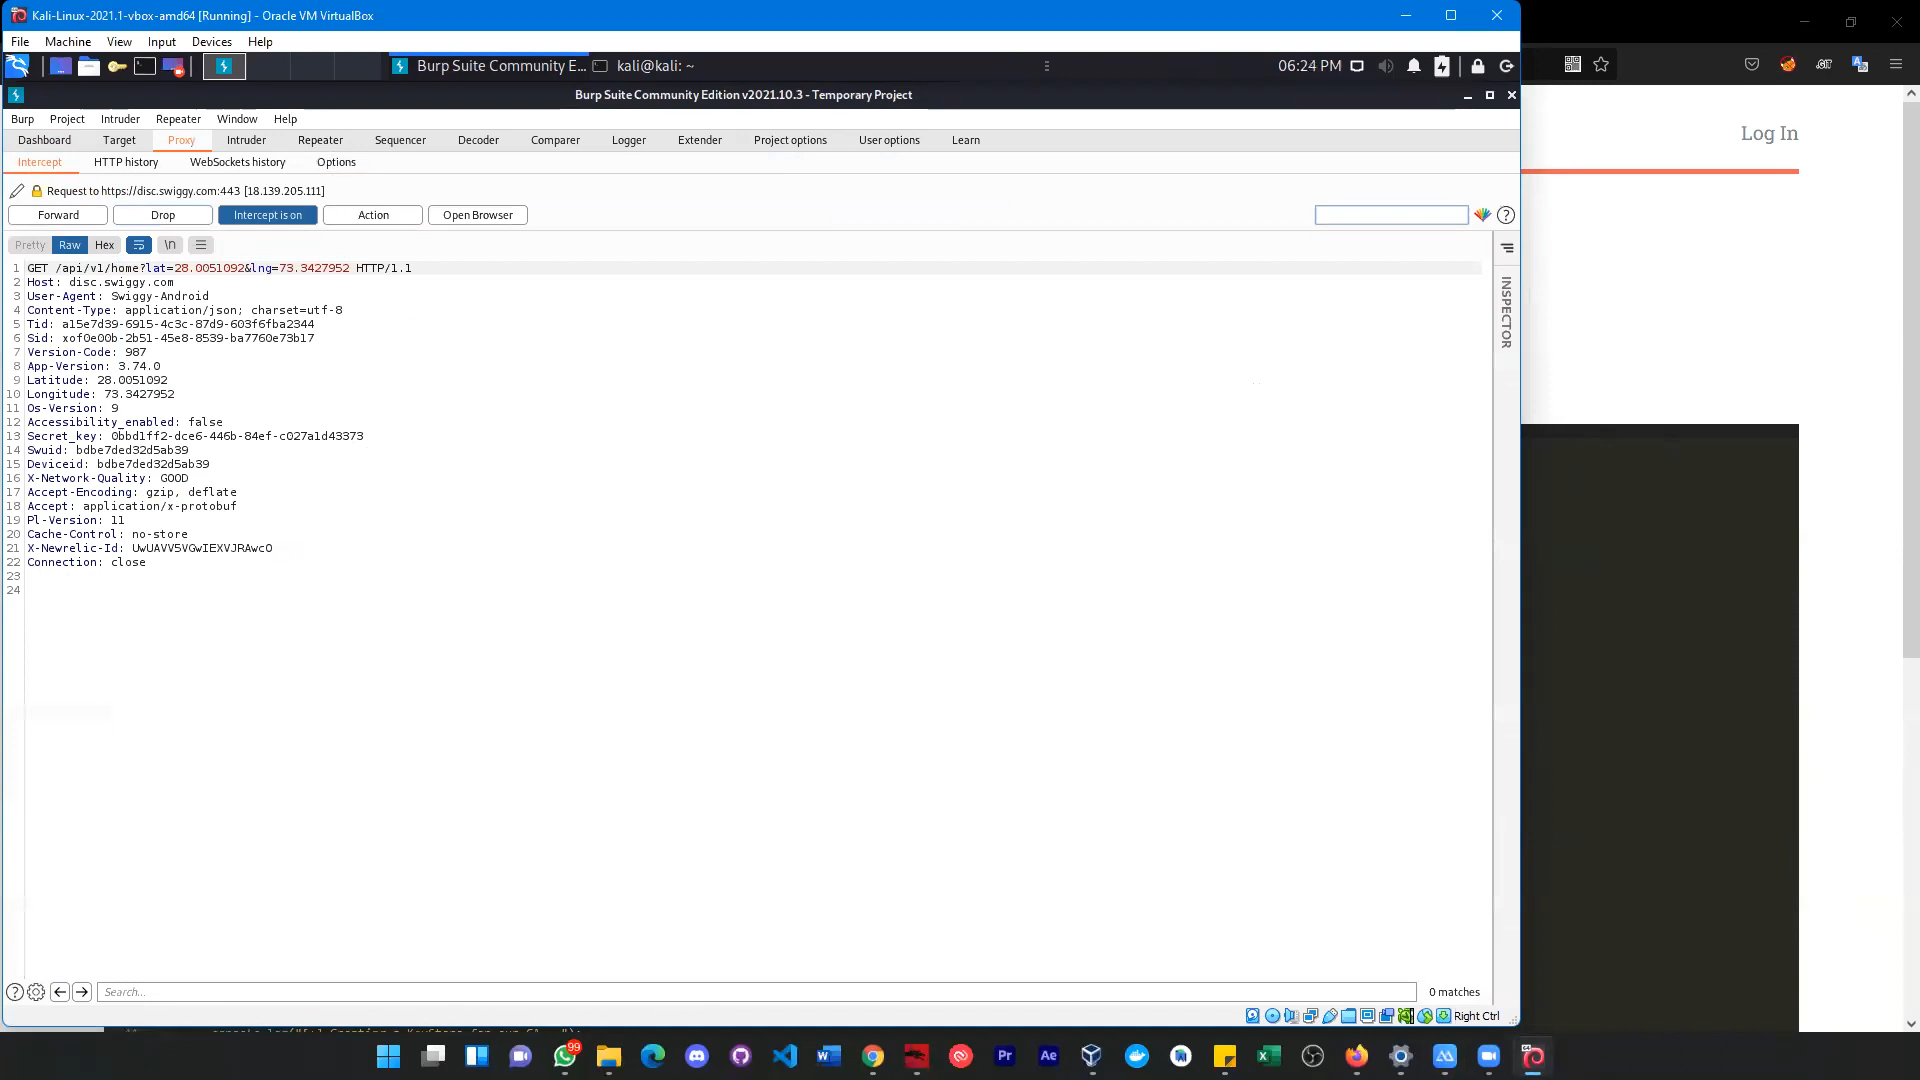 Kali-Linux-2021.1-vbox-amd64 [Running] - Oracle VM VirtualBox
File Machine View Input Devices Help
Burp Suite Community E... kali@kali: ~ 06:24 PM
Burp Suite Community Edition v2021.10.3 - Temporary Project
Burp Project Intruder Repeater Window Help
Dashboard Target Proxy Intruder Repeater Sequencer Decoder Comparer Logger Extender Project options User options Learn
Log In
Intercept HTTP history WebSockets history Options
Request to https://disc.swiggy.com:443 [18.139.205.111]
Forward Drop Intercept is on Action Open Browser
Pretty Raw Hex \n
INSPECTOR
1 GET /api/v1/home?lat=28.0051092&lng=73.3427952 HTTP/1.1
2 Host: disc.swiggy.com
3 User-Agent: Swiggy-Android
4 Content-Type: application/json; charset=utf-8
5 Tid: a15e7d39-6915-4c3c-87d9-603f6fba2344
6 Sid: xof0e00b-2b51-45e8-8539-ba7760e73b17
7 Version-Code: 987
8 App-Version: 3.74.0
9 Latitude: 28.0051092
10 Longitude: 73.3427952
11 Os-Version: 9
12 Accessibility_enabled: false
13 Secret_key: 0bbd1ff2-dce6-446b-84ef-c027a1d43373
14 Swuid: bdbe7ded32d5ab39
15 Deviceid: bdbe7ded32d5ab39
16 X-Network-Quality: GOOD
17 Accept-Encoding: gzip, deflate
18 Accept: application/x-protobuf
19 Pl-Version: 11
20 Cache-Control: no-store
21 X-Newrelic-Id: UwUAVV5VGwIEXVJRAwcO
22 Connection: close
23
24
Search... 0 matches
Right Ctrl
99 Pr Ae